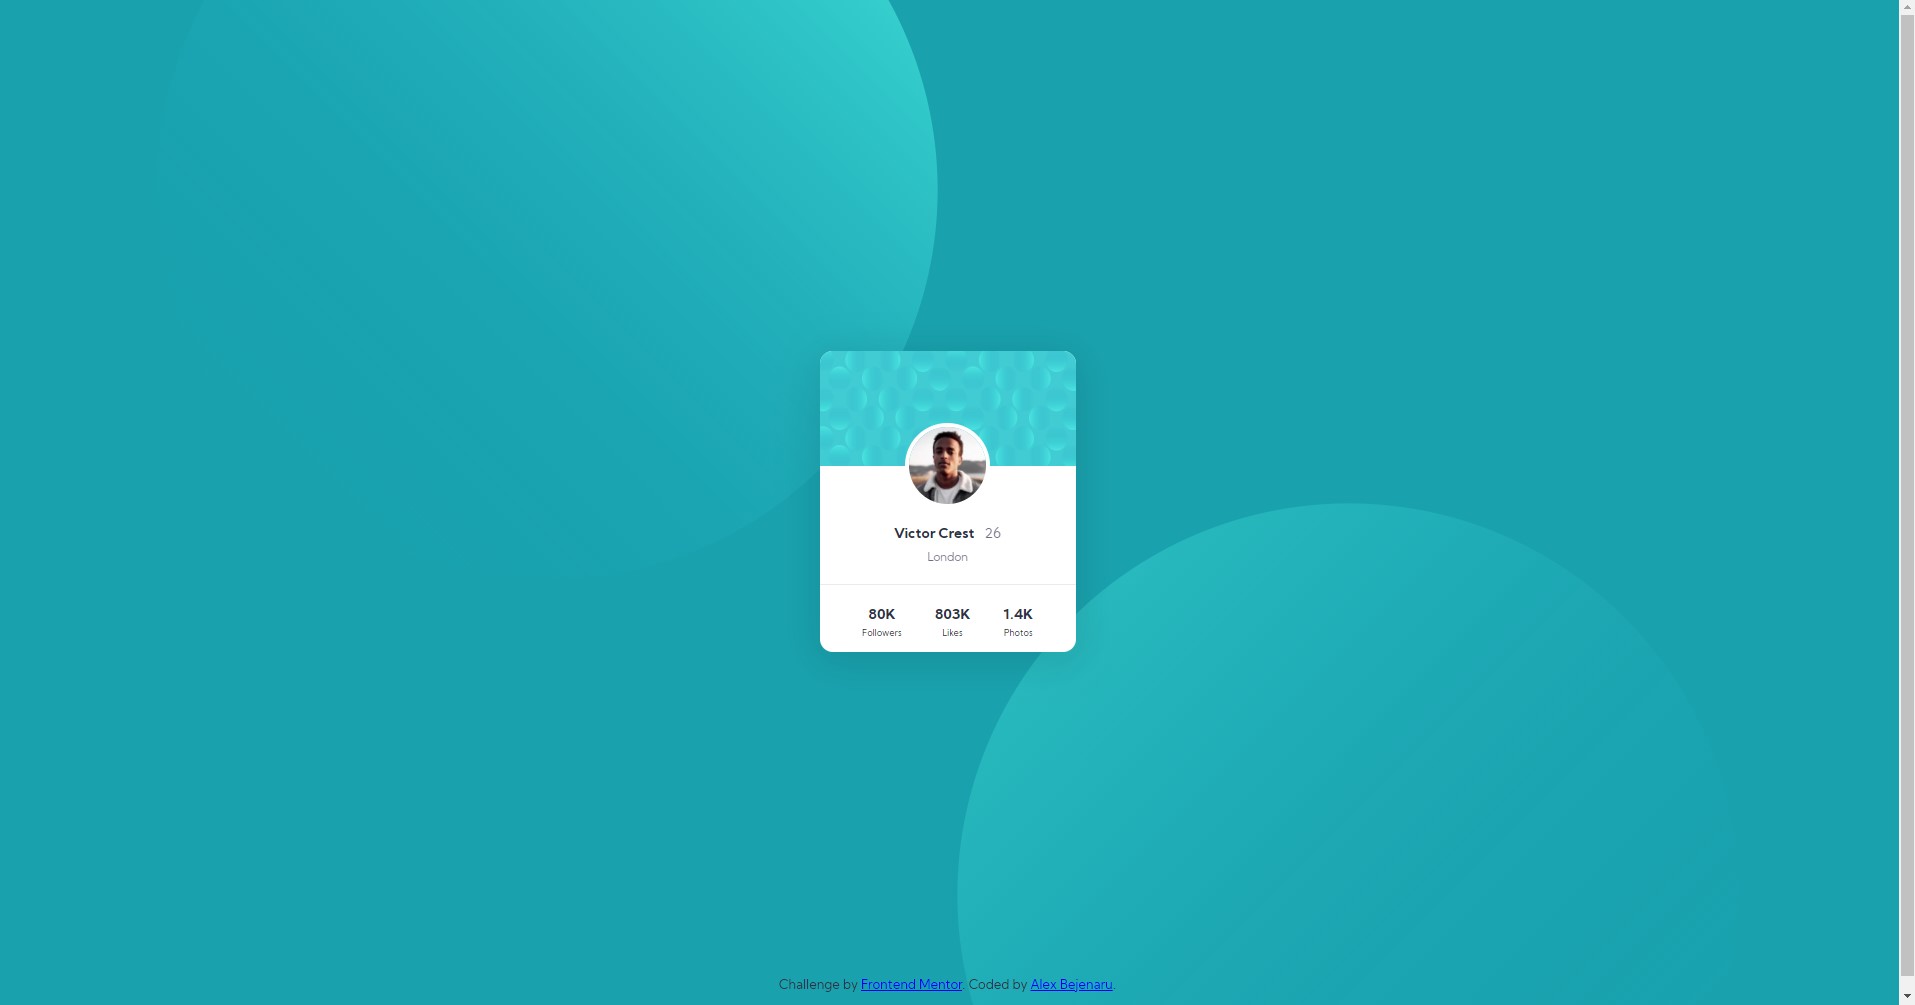 Victor Crest 26
London
80K 803K 1.4K
Followers Likes Photos
Challenge by Frontend Mentor. Coded by Alex Bejenaru.